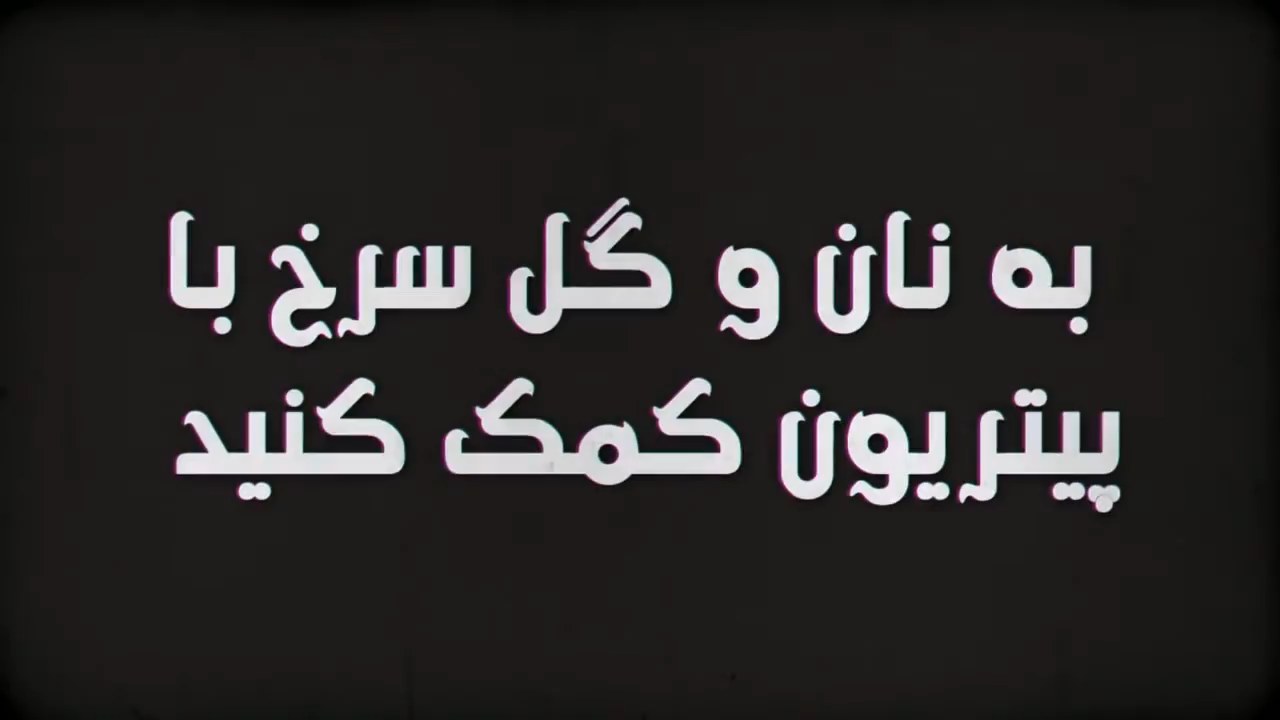 به نان و گل سرخ با
پیتریون کمک کنید